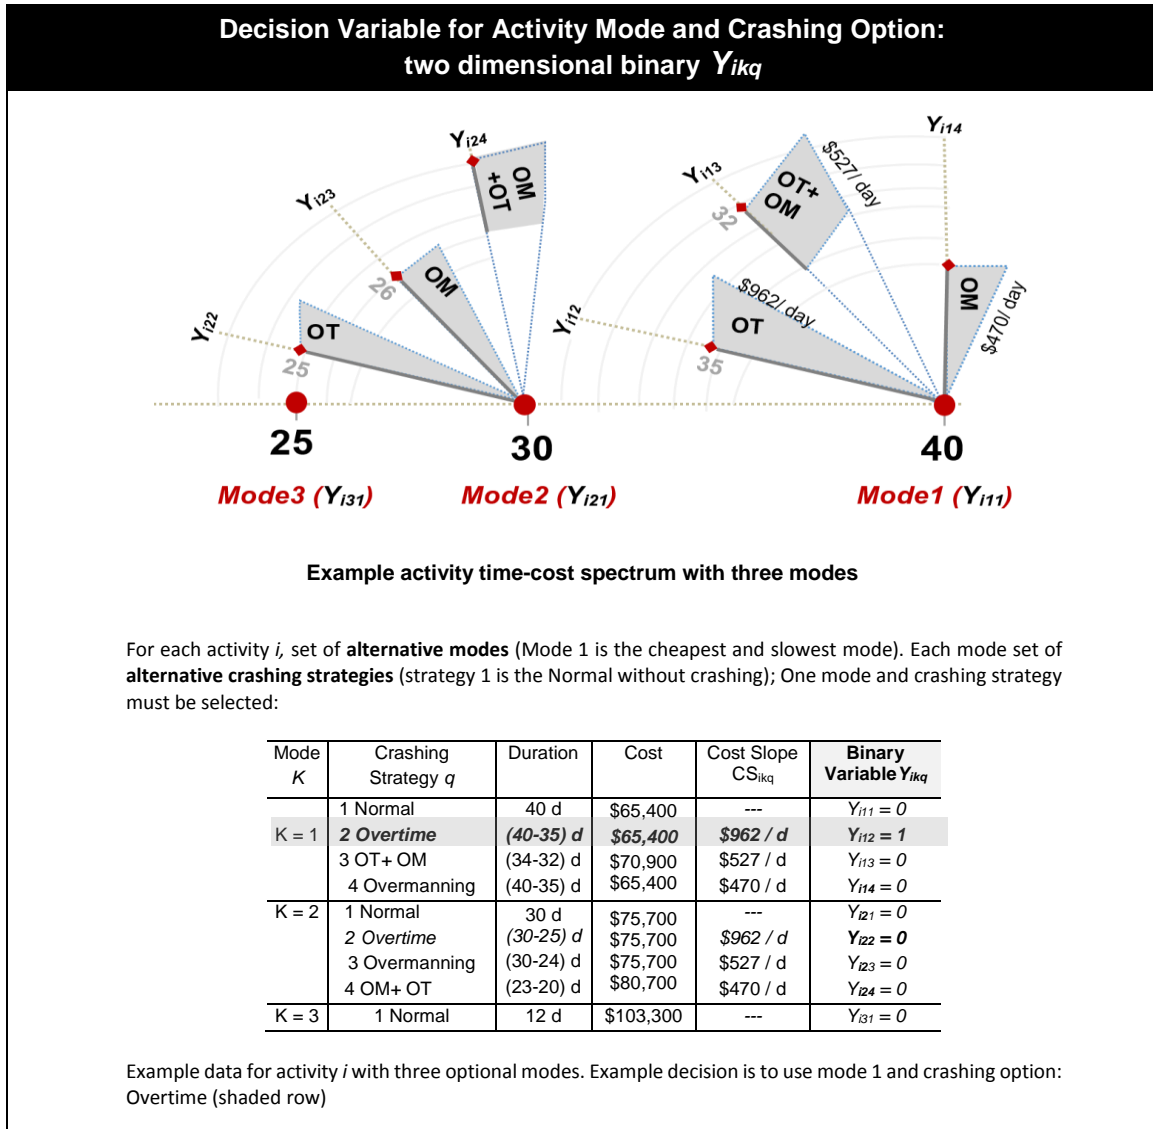 Decision Variable for Activity Mode and Crashing Option:
two dimensional binary Yikq
Yi24
Yi14
Yi23
OM
+OT
Yi13
OT+
OM
$527/ day
32
OM
26
Yi22
OT
25
Yi12
$962/ day
OT
35
OM
$470/ day
25
30
40
Mode3 (Yi31)
Mode2 (Yi21)
Mode1 (Yi11)
Example activity time-cost spectrum with three modes
For each activity i, set of alternative modes (Mode 1 is the cheapest and slowest mode). Each mode set of
alternative crashing strategies (strategy 1 is the Normal without crashing); One mode and crashing strategy
must be selected:
Mode Crashing Duration Cost Cost Slope Binary
K Strategy q CSikq Variable Yikq
1 Normal 40 d $65,400 --- Yi11 = 0
K = 1 2 Overtime (40-35) d $65,400 $962 / d Yi12 = 1
3 OT+ OM (34-32) d $70,900 $527 / d Yi13 = 0
4 Overmanning (40-35) d $65,400 $470 / d Yi14 = 0
K = 2 1 Normal 30 d $75,700 --- Yi21 = 0
2 Overtime (30-25) d $75,700 $962 / d Yi22 = 0
3 Overmanning (30-24) d $75,700 $527 / d Yi23 = 0
4 OM+ OT (23-20) d $80,700 $470 / d Yi24 = 0
K = 3 1 Normal 12 d $103,300 --- Yi31 = 0
Example data for activity i with three optional modes. Example decision is to use mode 1 and crashing option:
Overtime (shaded row)